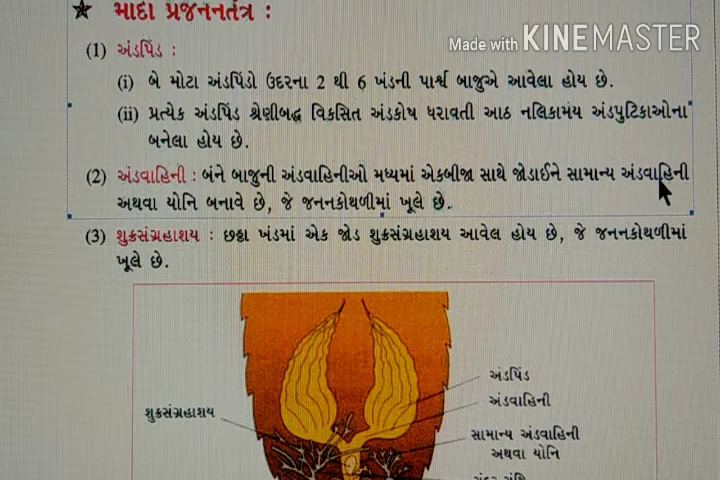 ★ માદા પ્રજનનતંત્ર :
Made with KINEMASTER
(1) અંડપિંડ :
(i) બે મોટા અંડપિંડો ઉદરના 2 થી 6 ખંડની પાર્શ્વ બાજુએ આવેલા હોય છે.
(ii) પ્રત્યેક અંડપિંડ શ્રેણીબદ્ધ વિકસિત અંડકોષ ધરાવતી આઠ નલિકામય અંડપુટિકાઓના
બનેલા હોય છે.
(2) અંડવાહિની : બંને બાજુની અંડવાહિનીઓ મધ્યમાં એકબીજા સાથે જોડાઈને સામાન્ય અંડવાહિની
અથવા યોનિ બનાવે છે, જે જનનકોથળીમાં ખૂલે છે.
(3) શુક્રસંગ્રહાશય : છઠ્ઠા ખંડમાં એક જોડ શુક્રસંગ્રહાશય આવેલ હોય છે, જે જનનકોથળીમાં
ખૂલે છે.
અંડપિંડ
અંડવાહિની
શુક્રસંગ્રહાશય
સામાન્ય અંડવાહિની
અથવા યોનિ